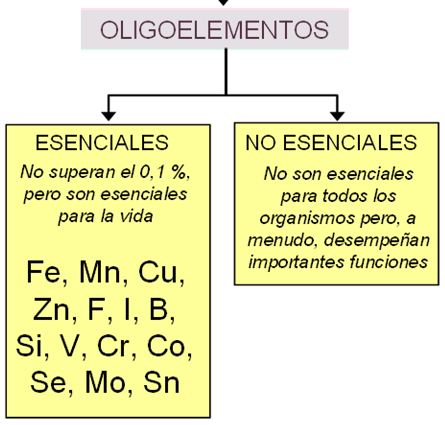 OLIGOELEMENTOS
ESENCIALES
No superan el 0,1 %,
pero son esenciales
para la vida
Fe, Mn, Cu,
Zn, F, I, B,
Si, V, Cr, Co,
Se, Mo, Sn
NO ESENCIALES
No son esenciales
para todos los
organismos pero, a
menudo, desempeñan
importantes funciones